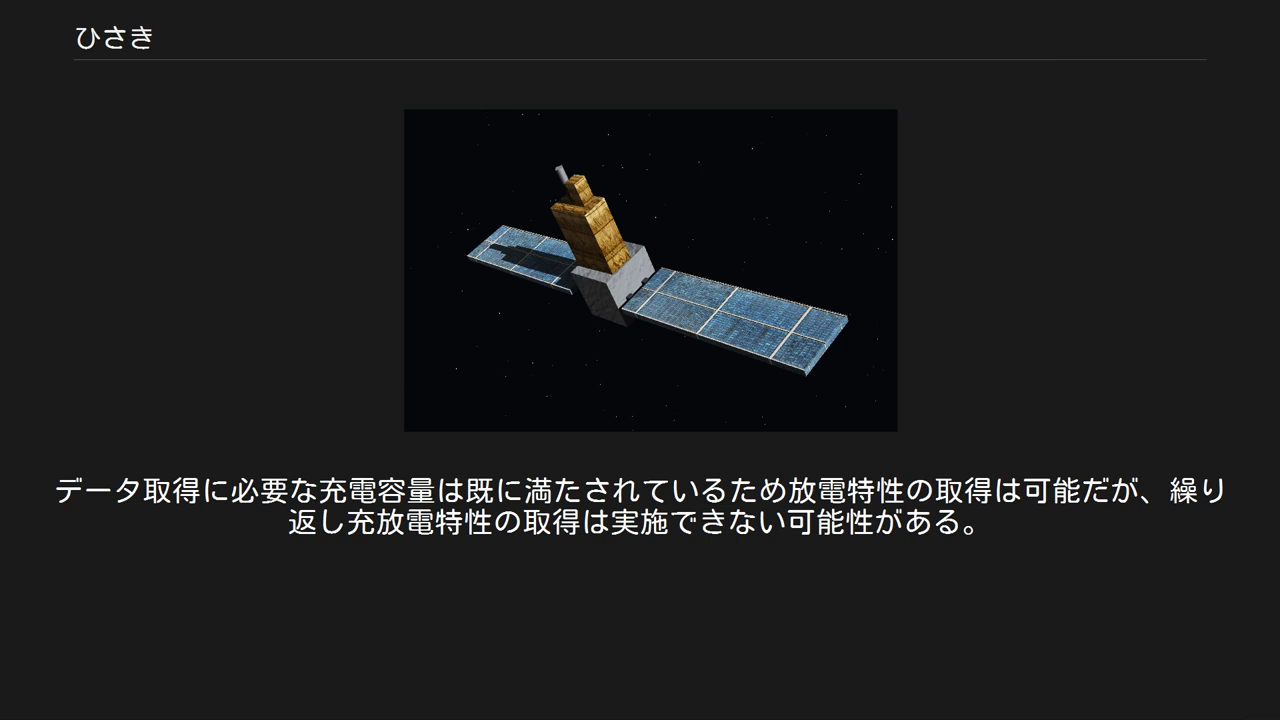 ひさき
データ取得に必要な充電容量は既に満たされているため放電特性の取得は可能だが、繰り
返し充放電特性の取得は実施できない可能性がある。